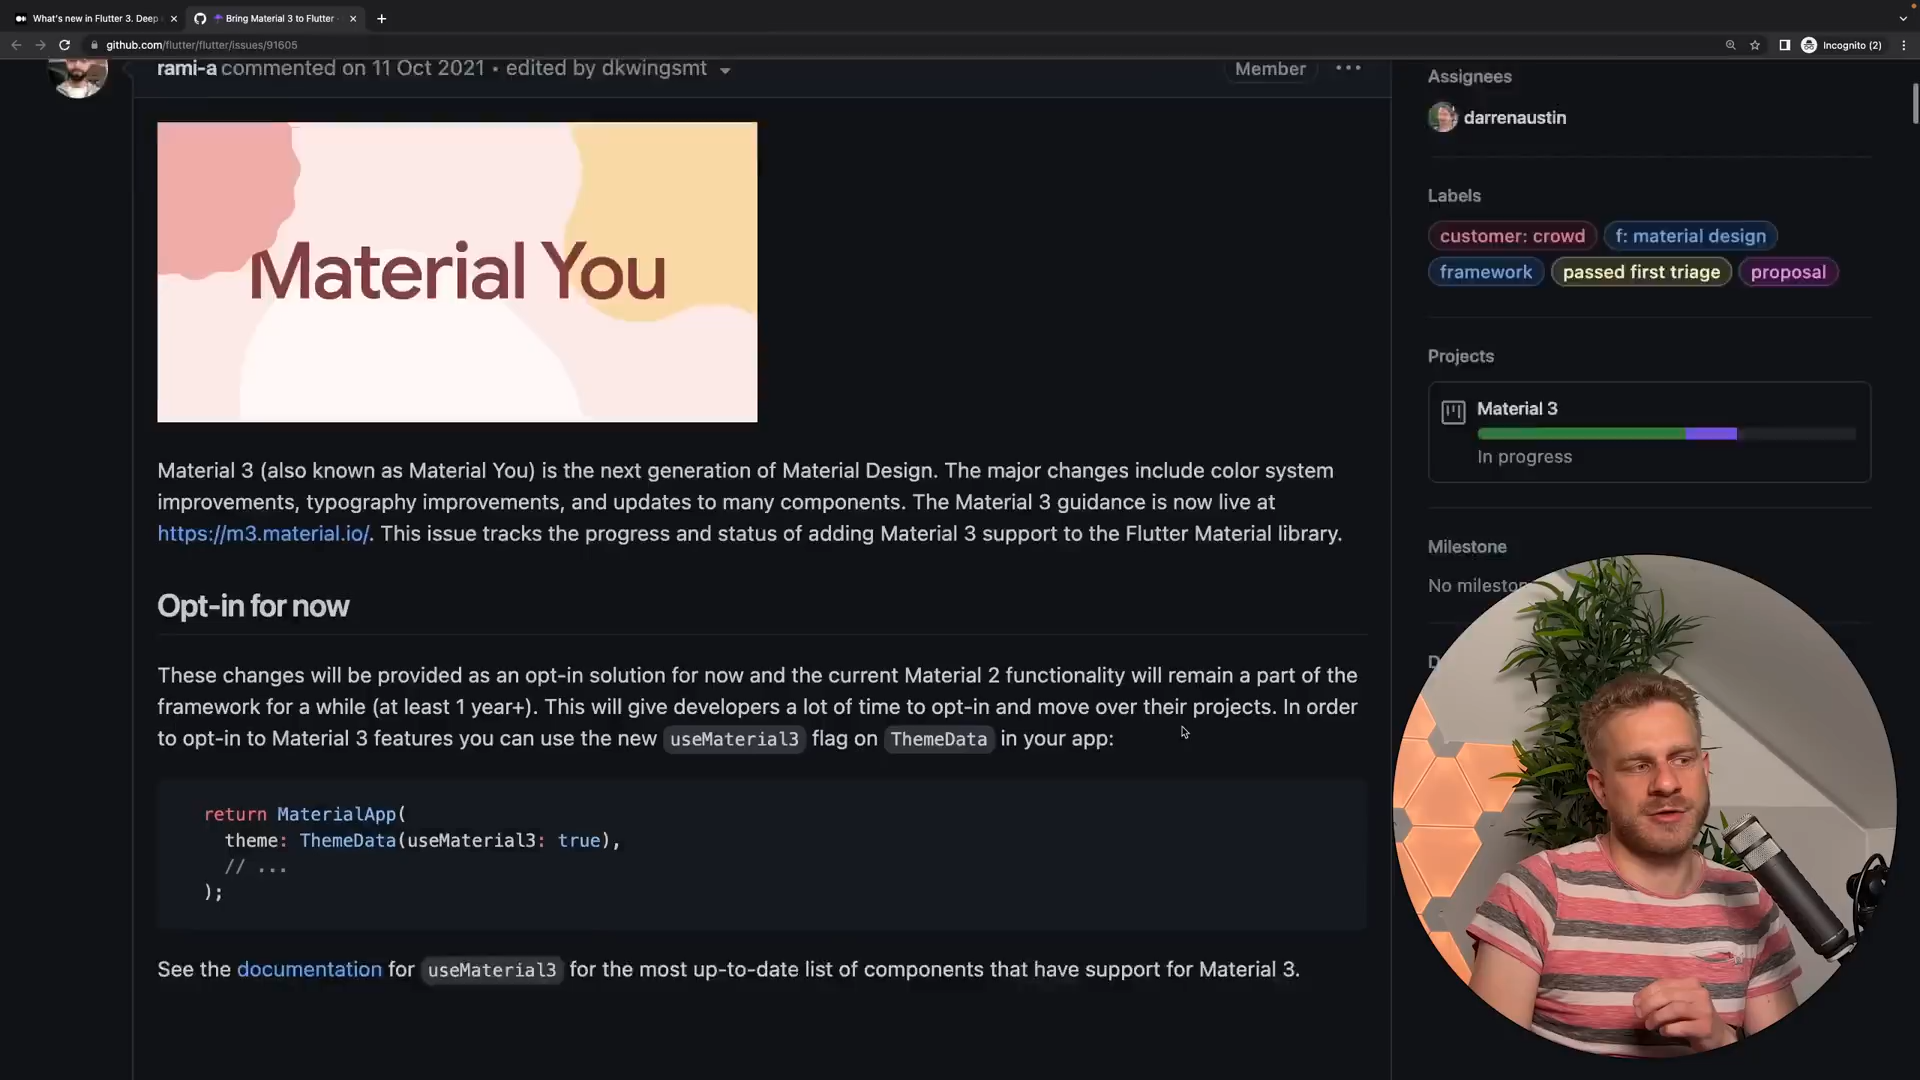 What's new in Flutter 3. Deep
Bring Material 3 to Flutter
github.com/flutter/flutter/issues/91605
Incognito (2)
rami-a commented on 11 Oct 2021 • edited by dkwingsmt
Member
Material You
Material 3 (also known as Material You) is the next generation of Material Design. The major changes include color system
improvements, typography improvements, and updates to many components. The Material 3 guidance is now live at
https://m3.material.io/. This issue tracks the progress and status of adding Material 3 support to the Flutter Material library.
Opt-in for now
These changes will be provided as an opt-in solution for now and the current Material 2 functionality will remain a part of the
framework for a while (at least 1 year+). This will give developers a lot of time to opt-in and move over their projects. In order
to opt-in to Material 3 features you can use the new useMaterial3 flag on ThemeData in your app:
return MaterialApp(
theme: ThemeData(useMaterial3: true),
// ...
);
See the documentation for useMaterial3 for the most up-to-date list of components that have support for Material 3.
Assignees
darrenaustin
Labels
customer: crowd f: material design
framework passed first triage proposal
Projects
Material 3
In progress
Milestone
No milesto